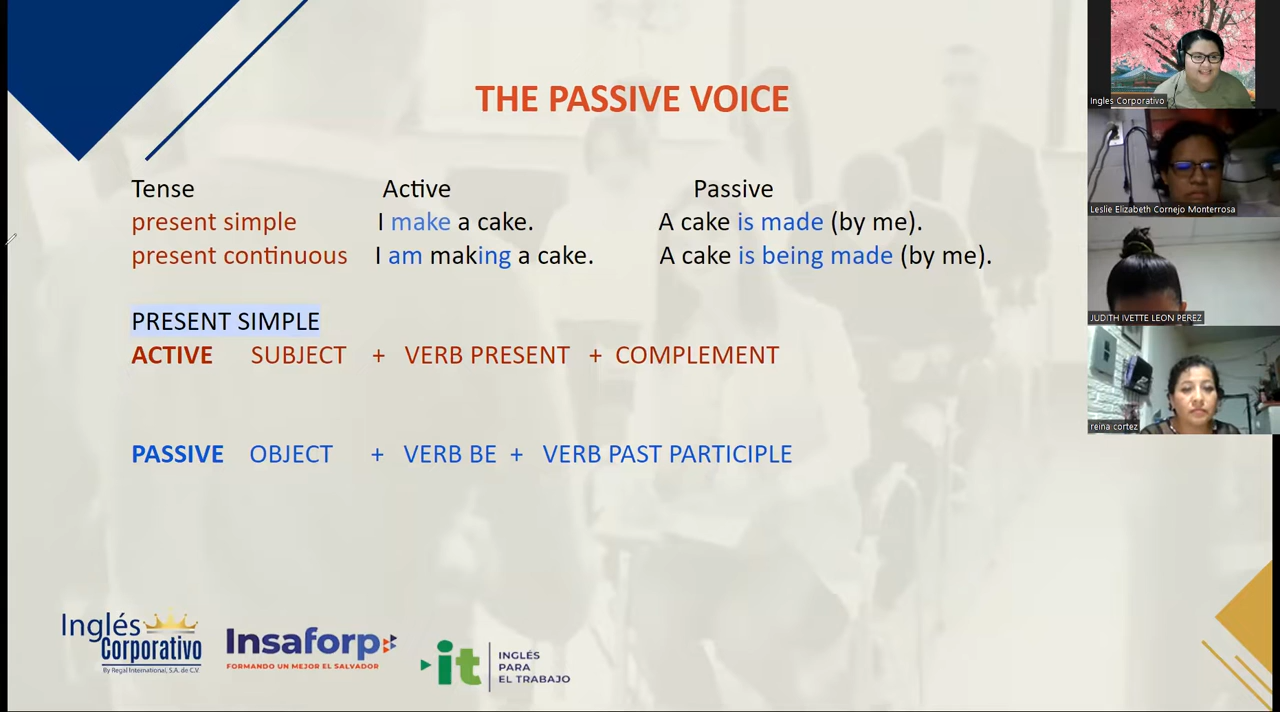 THE PASSIVE VOICE
Tense Active Passive
present simple I make a cake. A cake is made (by me).
present continuous I am making a cake. A cake is being made (by me).
PRESENT SIMPLE
ACTIVE SUBJECT + VERB PRESENT + COMPLEMENT
PASSIVE OBJECT + VERB BE + VERB PAST PARTICIPLE
Inglés
Corporativo
By Regal International, S.A. de C.V.
Insaforp
FORMANDO UN MEJOR EL SALVADOR
it
INGLÉS
PARA
EL TRABAJO
Ingles Corporativo
Leslie Elizabeth Cornejo Monterrosa
JUDITH IVETTE LEON PEREZ
reina cortez